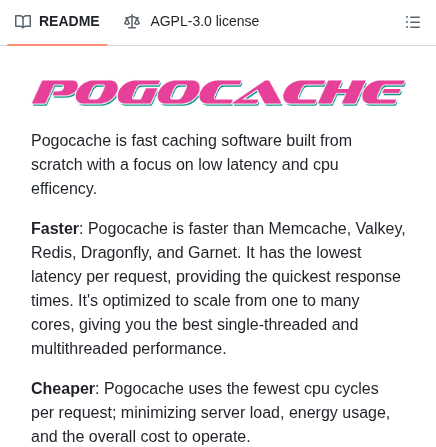 README
AGPL-3.0 license
POGOCACHE
Pogocache is fast caching software built from
scratch with a focus on low latency and cpu
efficency.
Faster: Pogocache is faster than Memcache, Valkey,
Redis, Dragonfly, and Garnet. It has the lowest
latency per request, providing the quickest response
times. It's optimized to scale from one to many
cores, giving you the best single-threaded and
multithreaded performance.
Cheaper: Pogocache uses the fewest cpu cycles
per request; minimizing server load, energy usage,
and the overall cost to operate.